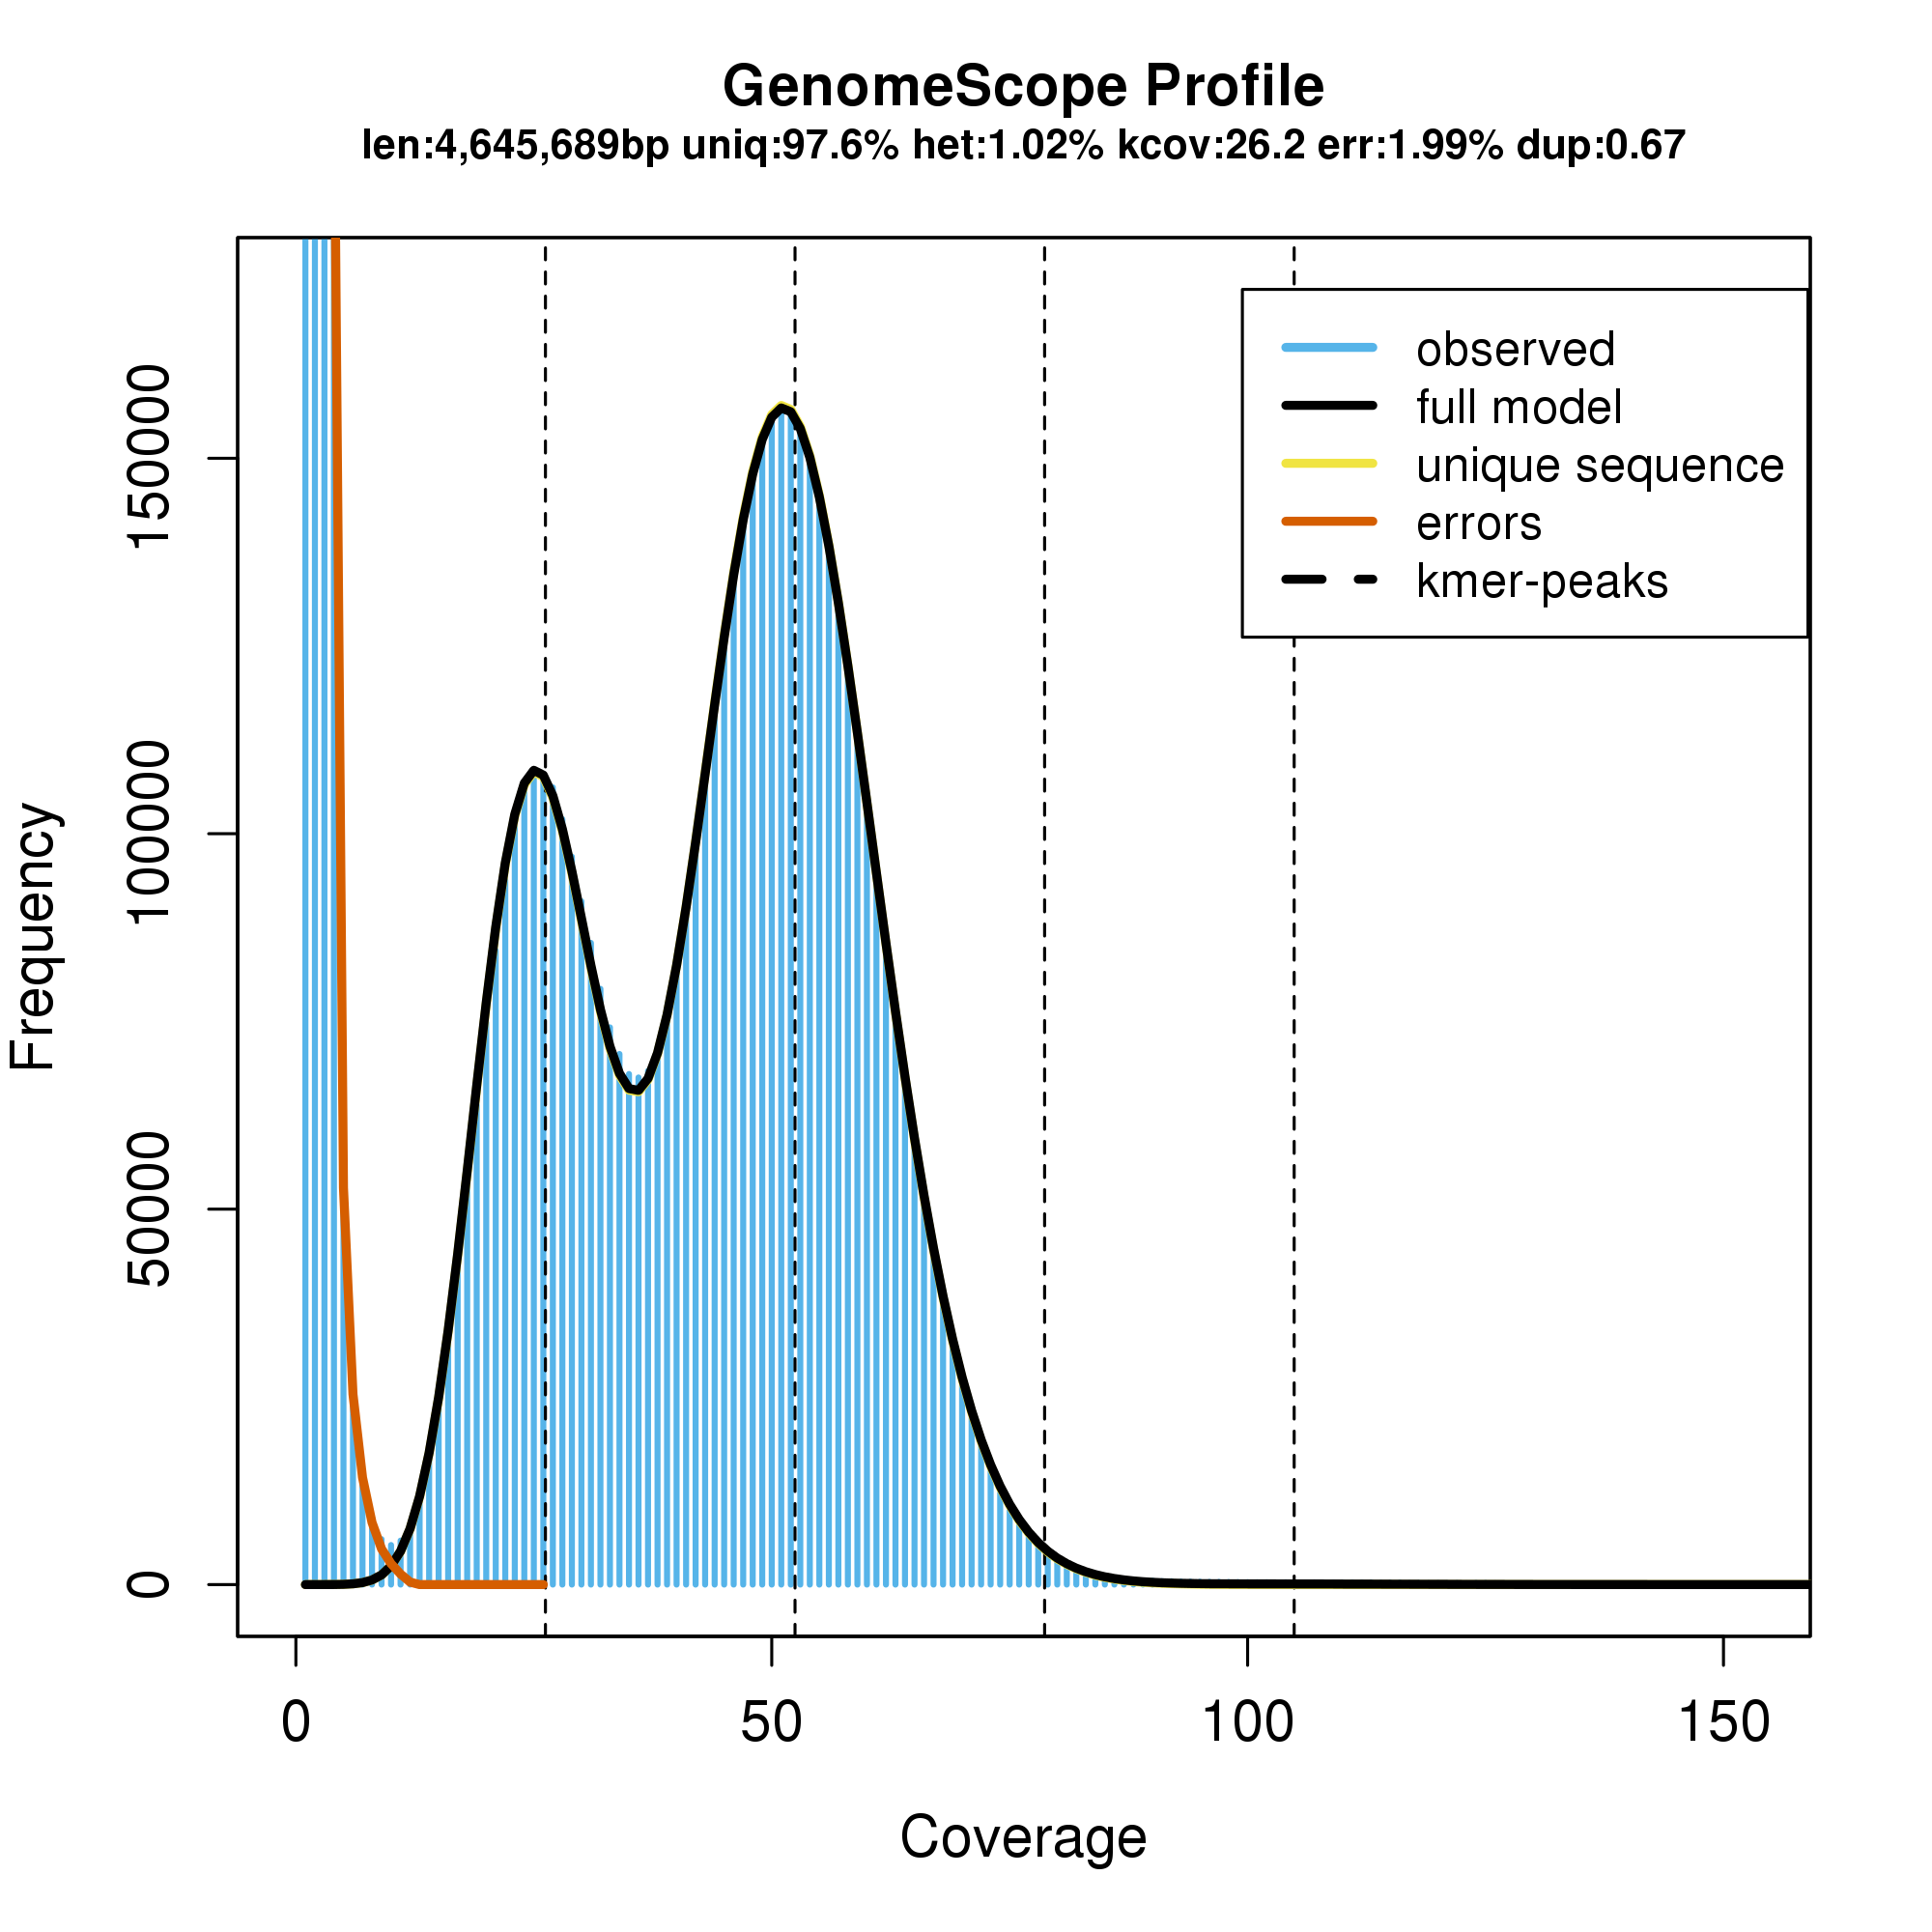 GenomeScope Profile
len:4,645,689bp uniq:97.6% het:1.02% kcov:26.2 err:1.99% dup:0.67
observed
full model
unique sequence
errors
kmer-peaks
Frequency
150000
100000
50000
0
0 50 100 150
Coverage